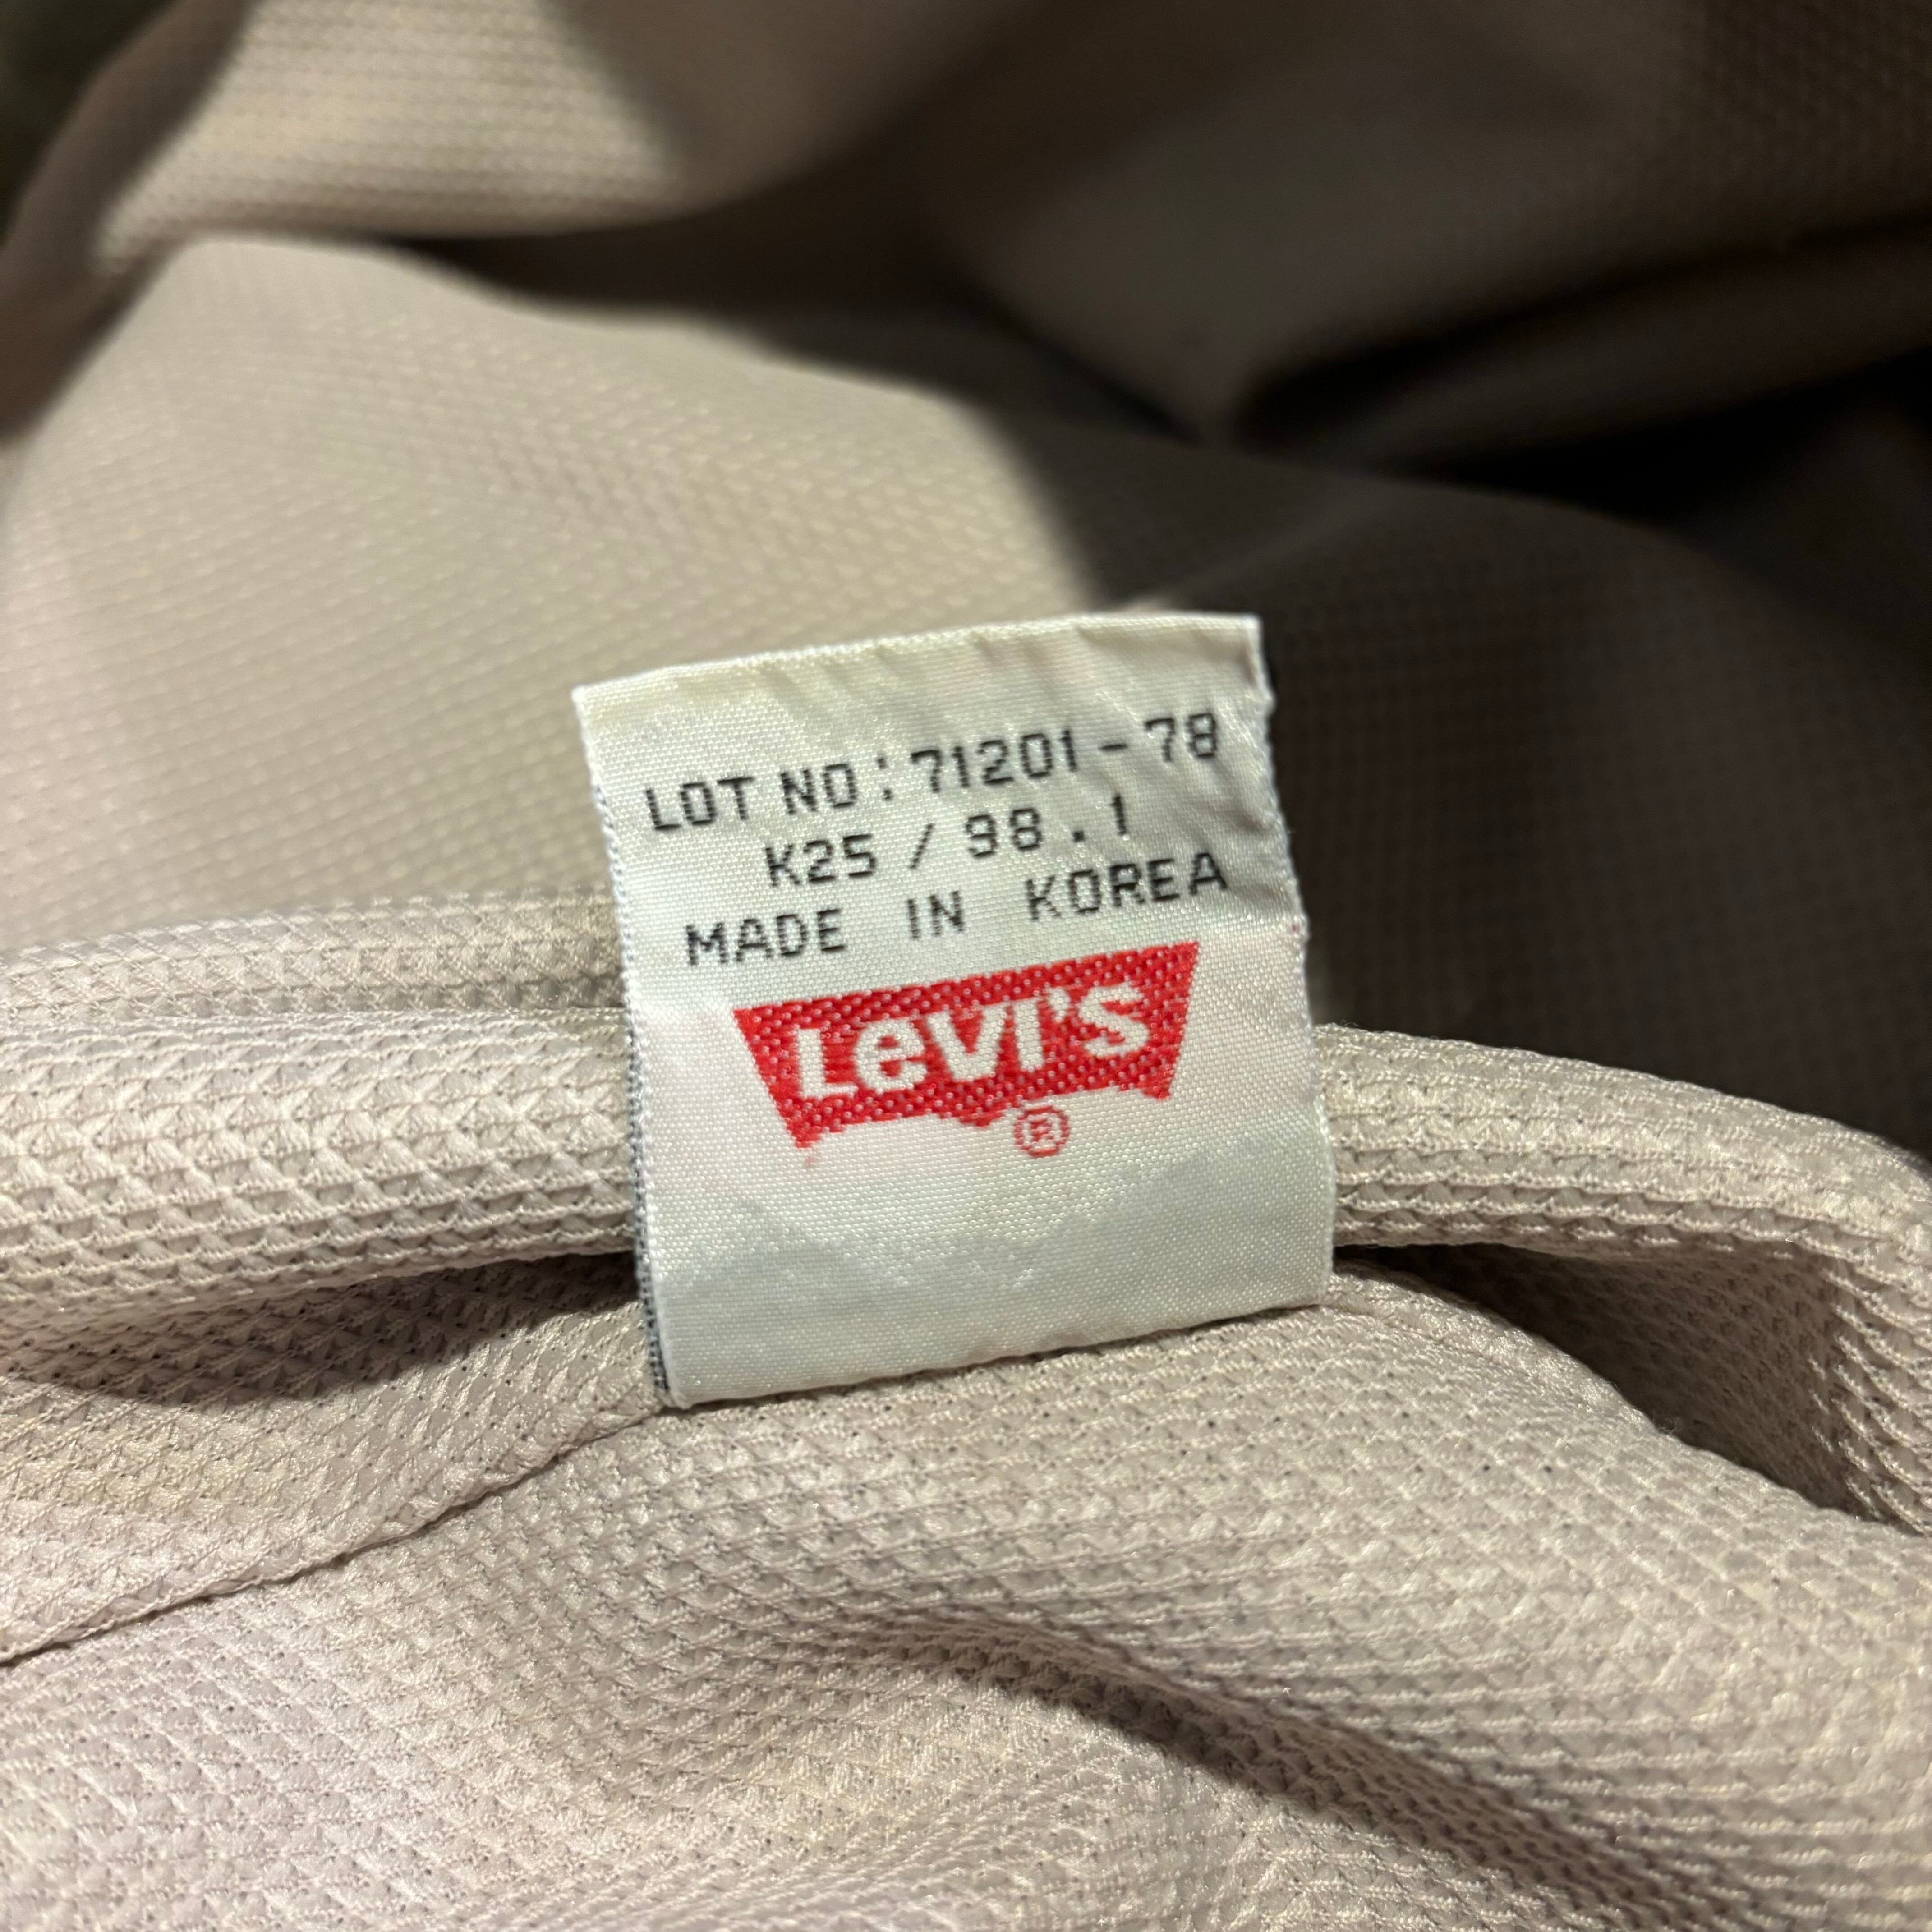 LOT NO: 71201-78
K25 / 98.1
MADE IN KOREA
Levi's
®